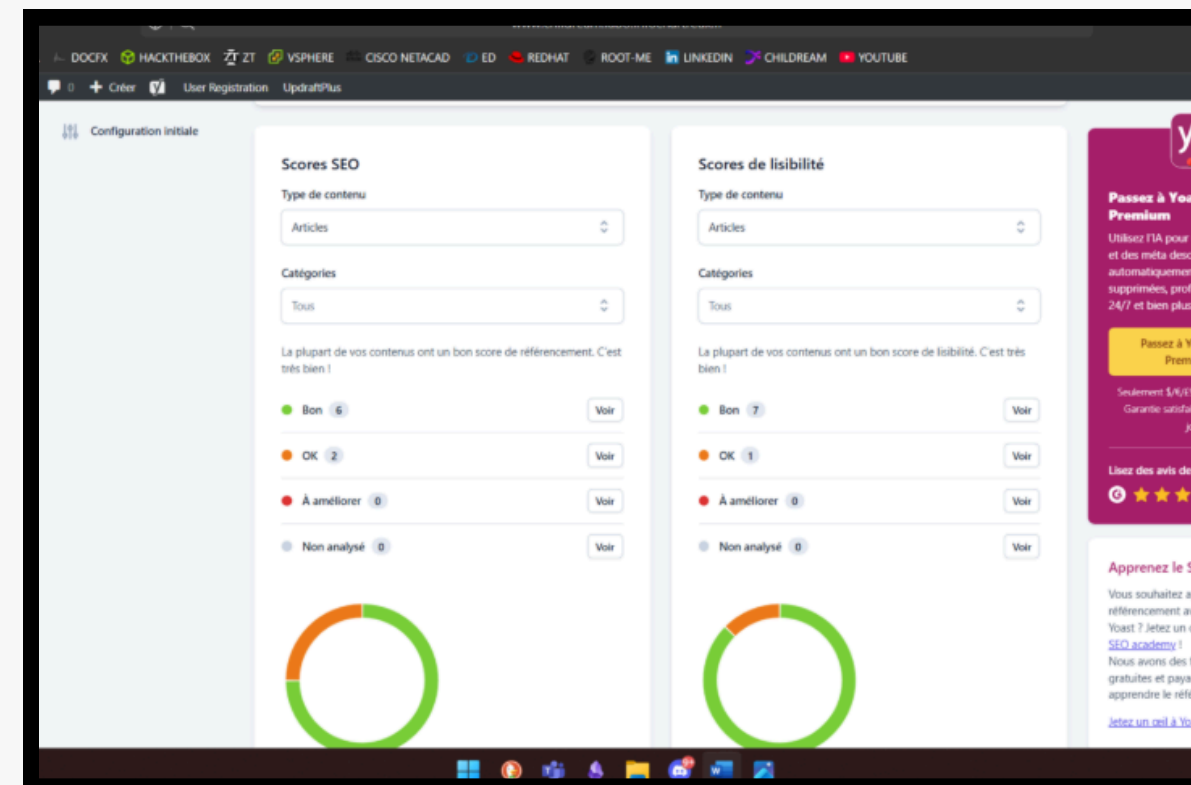 DOCFX HACKTHEBOX ZT VSPHERE CISCO NETACAD ED REDHAT ROOT-ME LINKEDIN CHILDREAM YOUTUBE
0 Créer User Registration UpdraftPlus
Configuration initiale
Scores SEO
Type de contenu
Articles
Catégories
Tous
La plupart de vos contenus ont un bon score de référencement. C'est
très bien !
Bon 6 Voir
OK 2 Voir
À améliorer 0 Voir
Non analysé 0 Voir
Scores de lisibilité
Type de contenu
Articles
Catégories
Tous
La plupart de vos contenus ont un bon score de lisibilité. C'est très
bien !
Bon 7 Voir
OK 1 Voir
À améliorer 0 Voir
Non analysé 0 Voir
Passez à Yoa
Premium
Utilisez l'IA pour
et des méta desc
automatiquemen
supprimées, prof
24/7 et bien plus
Passez à Y
Prem
Seulement $/€/£
Garantie satisfa
j
Lisez des avis de
Apprenez le S
Vous souhaitez a
référencement a
Yoast ? Jetez un
SEO academy !
Nous avons des
gratuites et paya
apprendre le réf
Jetez un œil à Yo